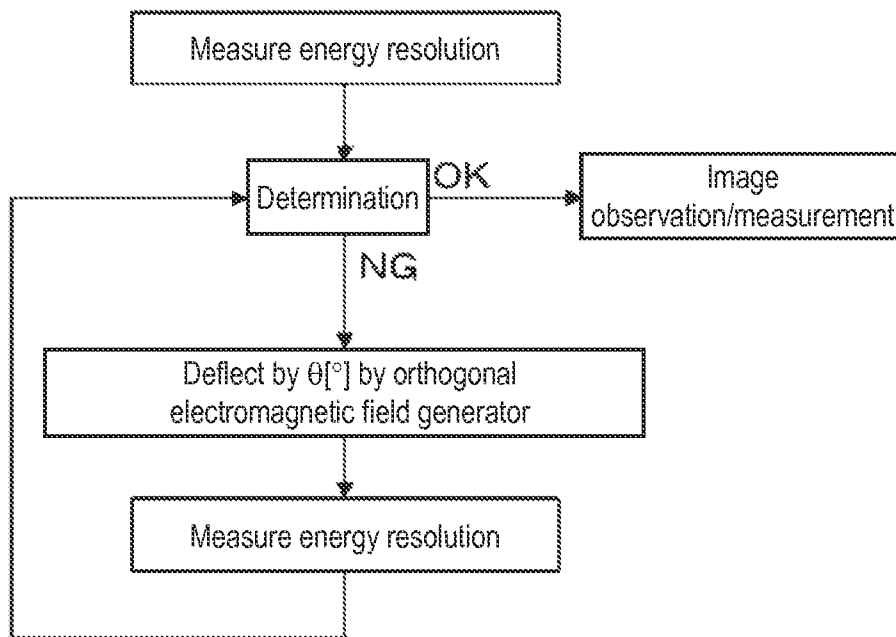 Measure energy resolution
Determination
OK
Image
observation/measurement
NG
Deflect by θ[°] by orthogonal
electromagnetic field generator
Measure energy resolution